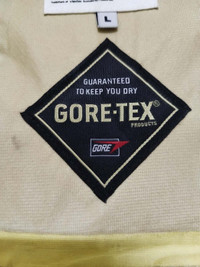 L
GUARANTEED
TO KEEP YOU DRY
GORE-TEX®
PRODUCTS
GORE